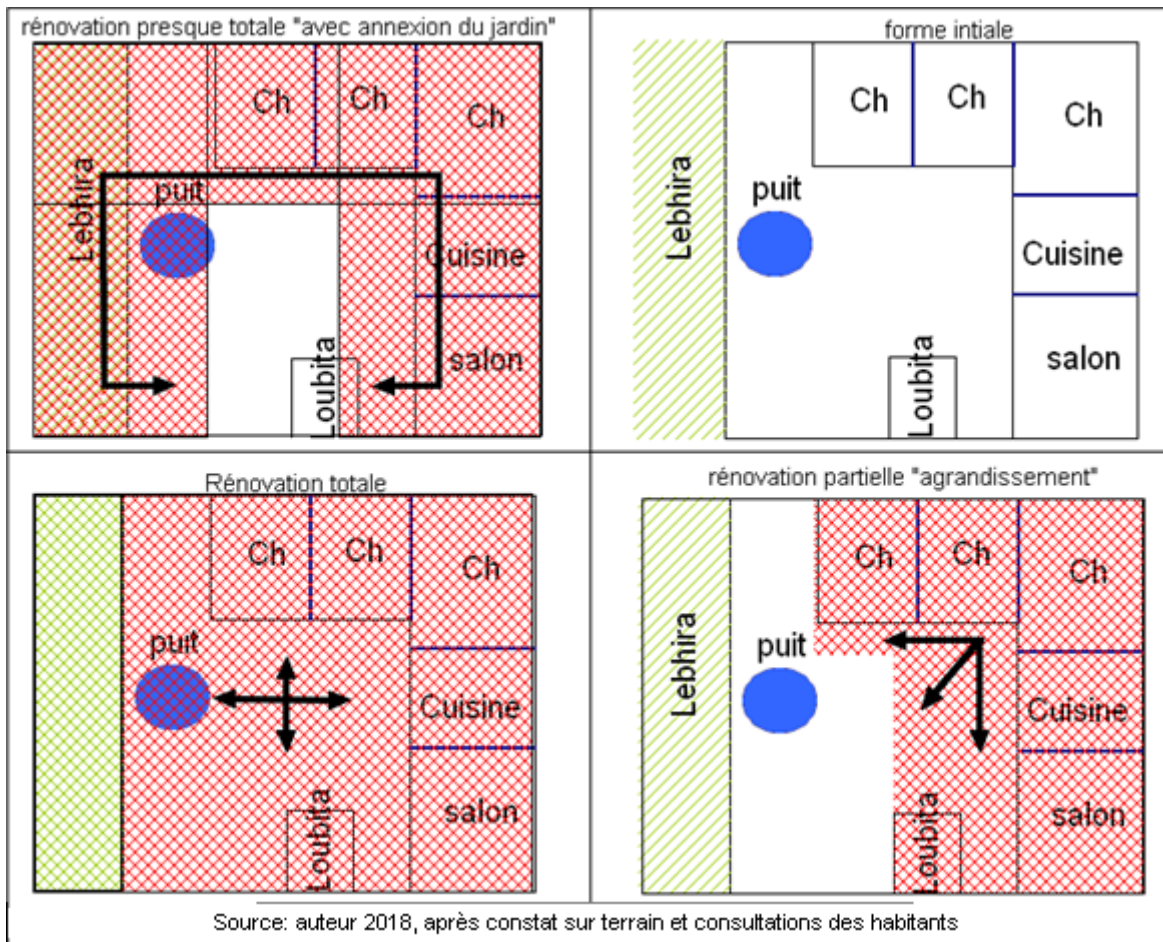 rénovation presque totale "avec annexion du jardin"
Ch
Ch
Ch
Lebhira
puit
Cuisine
salon
Loubita
forme intiale
Ch
Ch
Ch
Lebhira
puit
Cuisine
salon
Loubita
Rénovation totale
Ch
Ch
Ch
puit
Cuisine
salon
Loubita
rénovation partielle "agrandissement"
Ch
Ch
Ch
Lebhira
puit
Cuisine
salon
Loubita
Source: auteur 2018, après constat sur terrain et consultations des habitants